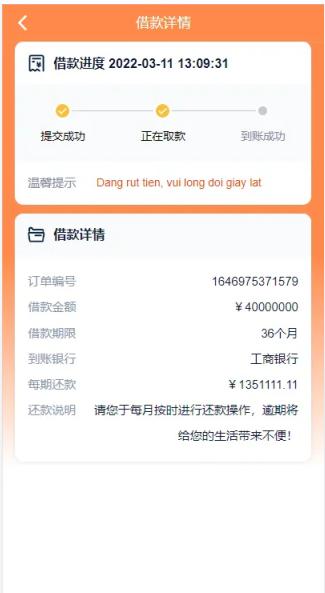 借款详情
借款进度 2022-03-11 13:09:31
提交成功 正在取款 到账成功
温馨提示 Dang rut tien, vui long doi giay lat
借款详情
订单编号 1646975371579
借款金额 ¥40000000
借款期限 36个月
到账银行 工商银行
每期还款 ¥1351111.11
还款说明 请您于每月按时进行还款操作，逾期将
给您的生活带来不便！